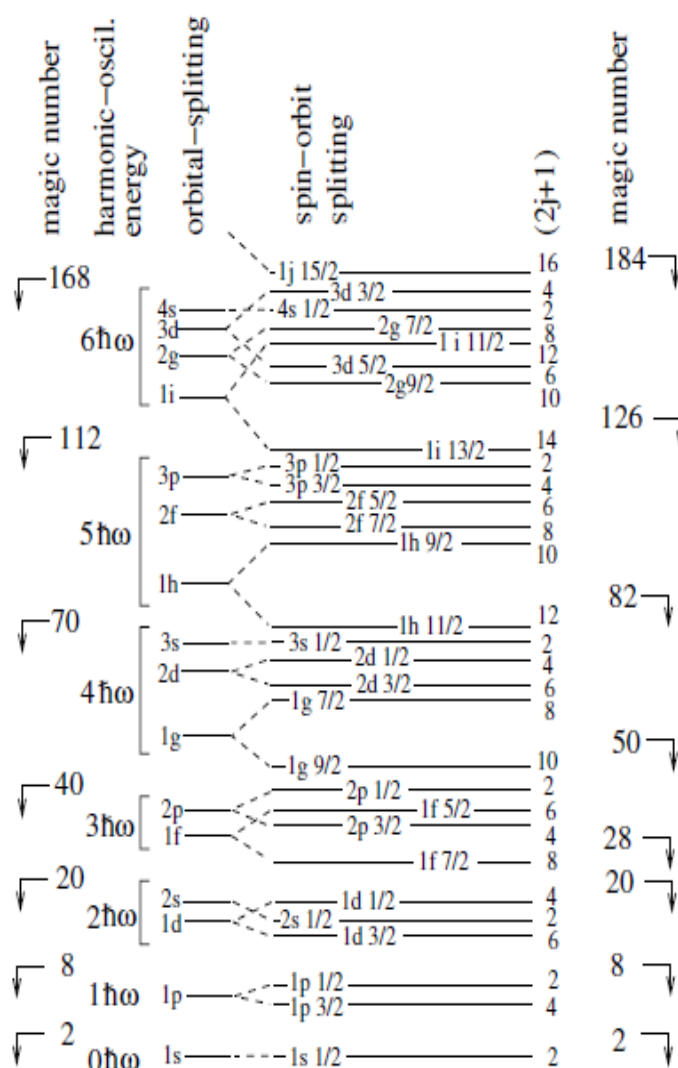 magic number
harmonic–oscil.
energy
orbital–splitting
spin–orbit
splitting
(2j+1)
magic number
168
184
1j 15/2
16
3d 3/2
4
4s
4s 1/2
2
3d
2g 7/2
8
6ħω
2g
1 i 11/2
12
3d 5/2
6
1i
2g9/2
10
126
112
1i 13/2
14
3p 1/2
2
3p
3p 3/2
4
2f 5/2
6
2f
2f 7/2
8
5ħω
1h 9/2
10
1h
82
70
1h 11/2
12
3s
3s 1/2
2
2d 1/2
4
2d
2d 3/2
6
4ħω
1g 7/2
8
1g
50
1g 9/2
10
40
2p 1/2
2
2p
1f 5/2
6
3ħω
1f
2p 3/2
4
28
1f 7/2
8
20
20
2s
1d 1/2
4
2ħω
1d
2s 1/2
2
1d 3/2
6
8
8
1p 1/2
2
1ħω
1p
1p 3/2
4
2
2
0ħω
1s
1s 1/2
2